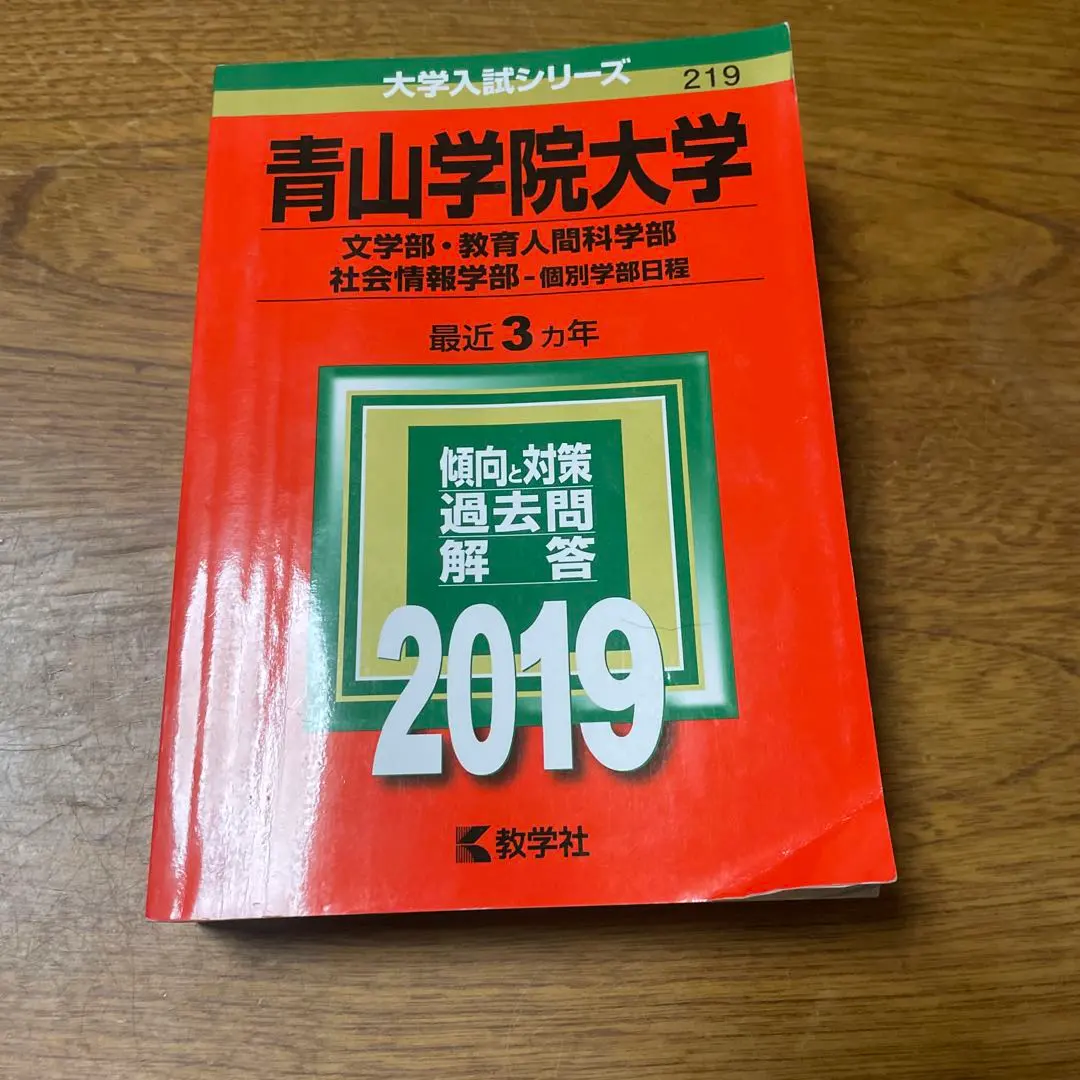 大学入試シリーズ 219
青山学院大学
文学部・教育人間科学部
社会情報学部-個別学部日程
最近3カ年
傾向と対策
過去問
解答
2019
教学社